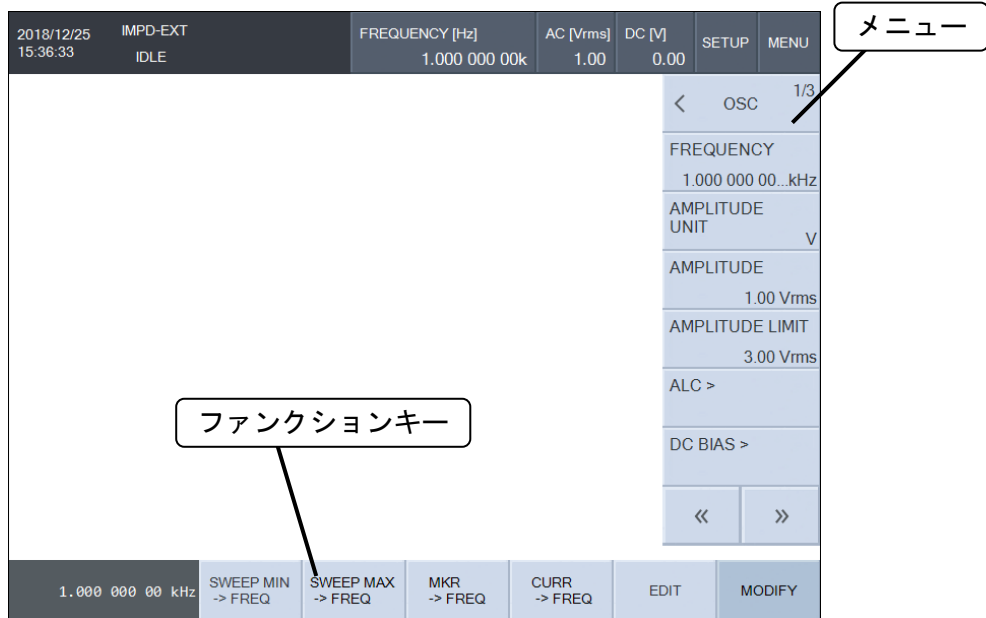 メニュー
2018/12/25
15:36:33
IMPD-EXT
IDLE
FREQUENCY [Hz]
1.000 000 00k
AC [Vrms]
1.00
DC [V]
0.00
SETUP
MENU
< OSC 1/3
FREQUENCY
1.000 000 00...kHz
AMPLITUDE
UNIT
V
AMPLITUDE
1.00 Vrms
AMPLITUDE LIMIT
3.00 Vrms
ALC >
DC BIAS >
« »
ファンクションキー
1.000 000 00 kHz
SWEEP MIN
-> FREQ
SWEEP MAX
-> FREQ
MKR
-> FREQ
CURR
-> FREQ
EDIT
MODIFY